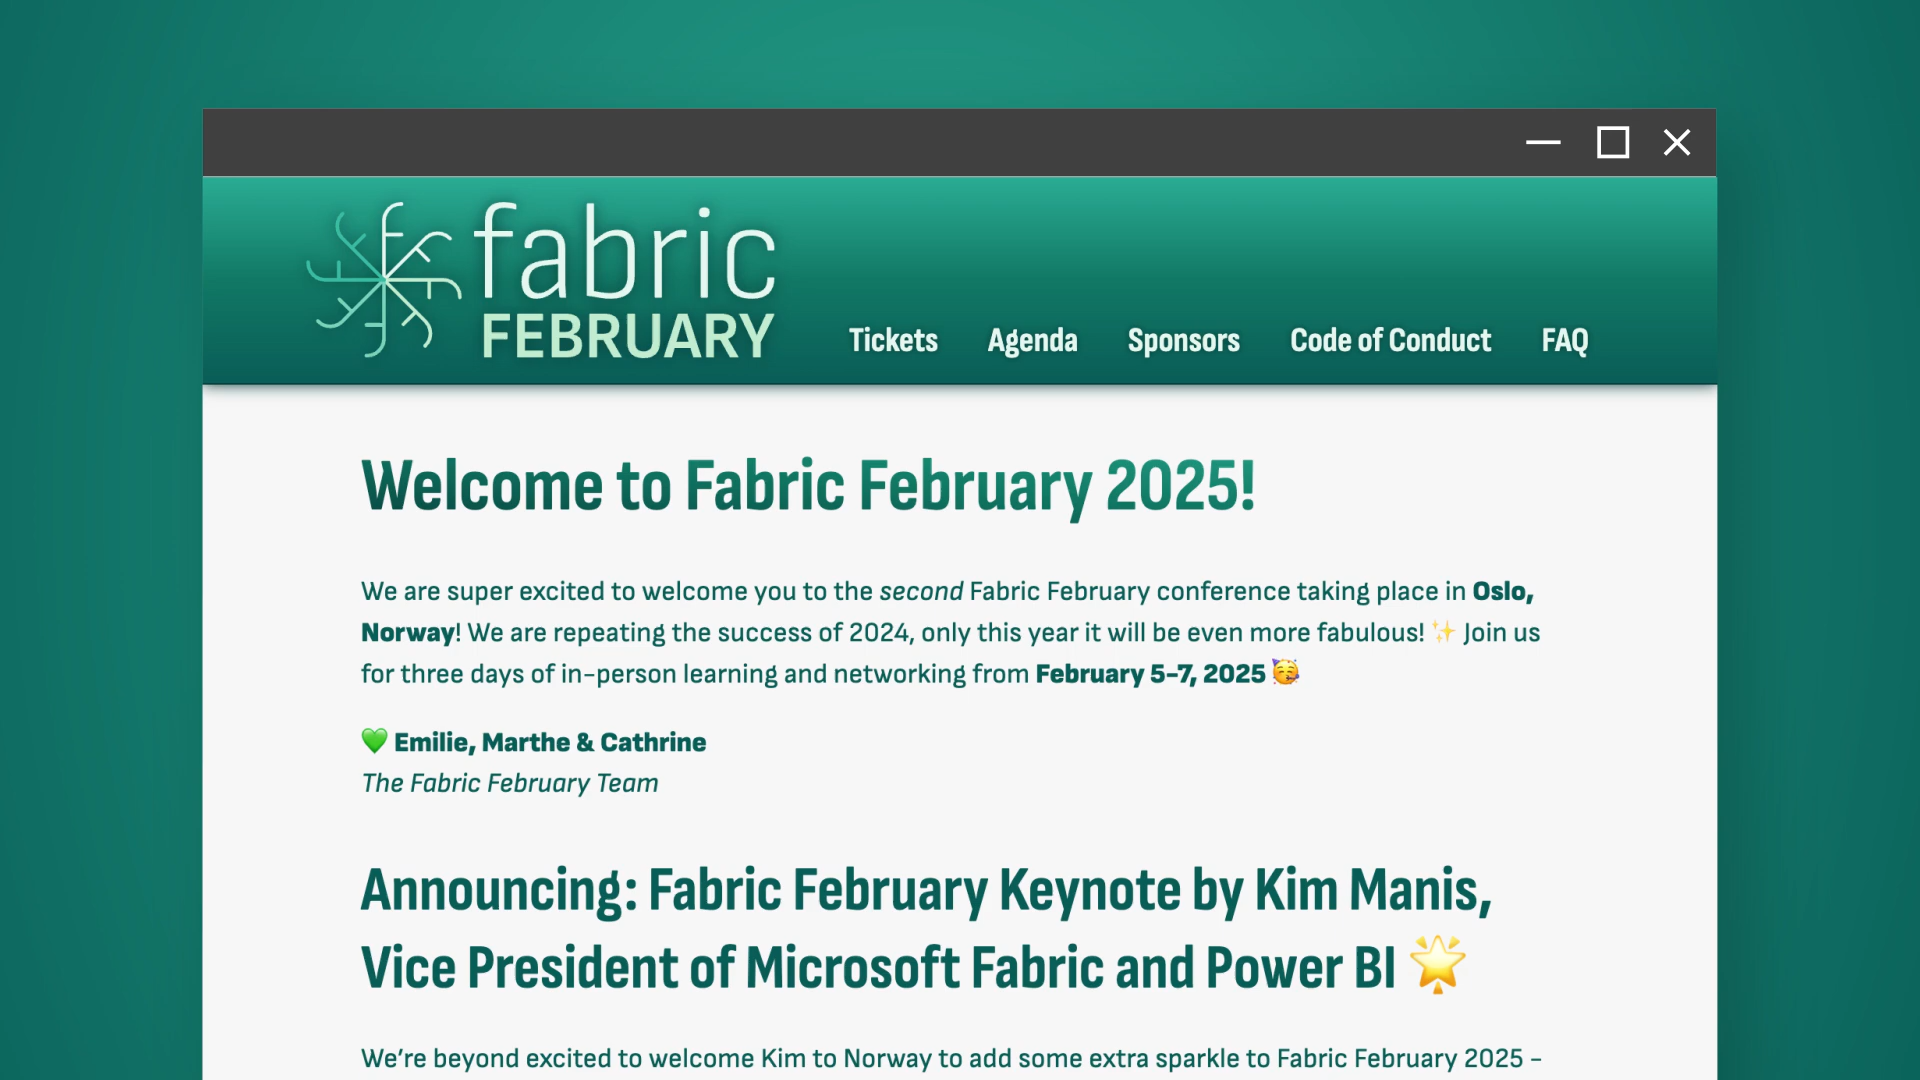 fabric
FEBRUARY
Tickets Agenda Sponsors Code of Conduct FAQ
Welcome to Fabric February 2025!
We are super excited to welcome you to the second Fabric February conference taking place in Oslo,
Norway! We are repeating the success of 2024, only this year it will be even more fabulous! ✨ Join us
for three days of in-person learning and networking from February 5-7, 2025 🥳
💚 Emilie, Marthe & Cathrine
The Fabric February Team
Announcing: Fabric February Keynote by Kim Manis,
Vice President of Microsoft Fabric and Power BI 🌟
We’re beyond excited to welcome Kim to Norway to add some extra sparkle to Fabric February 2025 -